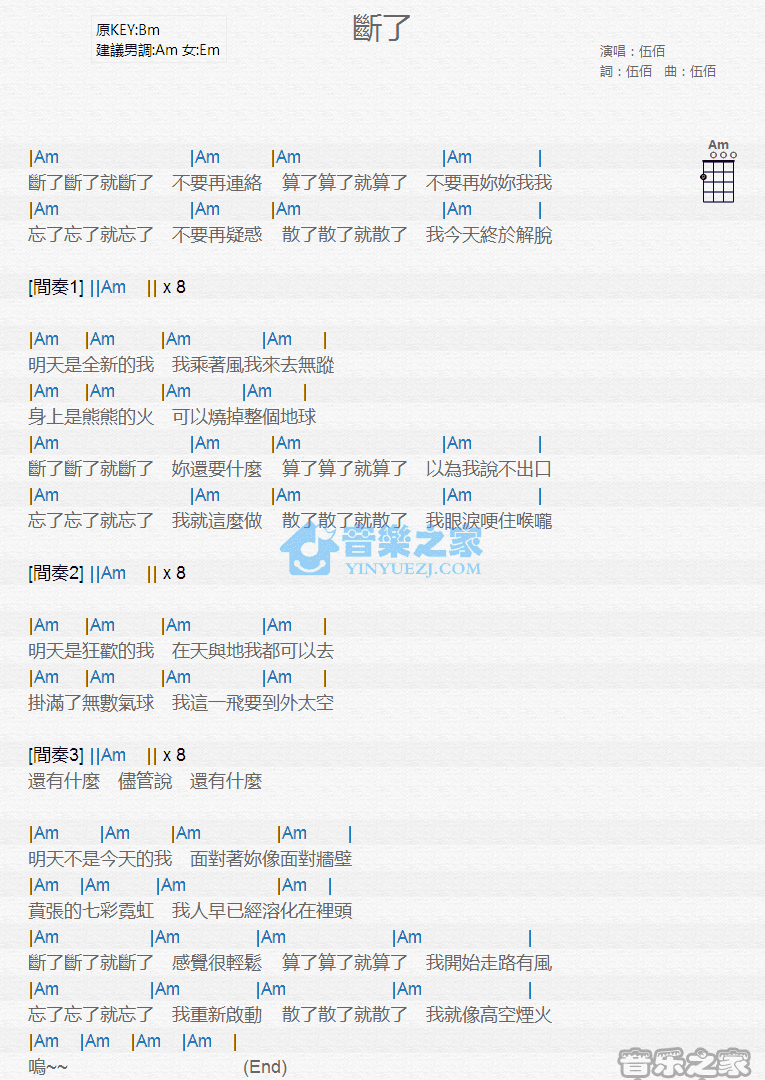 斷了
原KEY:Bm
建議男調:Am 女:Em
演唱：伍佰
詞：伍佰　曲：伍佰
Am
|Am |Am |Am |Am |
斷了斷了就斷了　不要再連絡　算了算了就算了　不要再妳妳我我
|Am |Am |Am |Am |
忘了忘了就忘了　不要再疑惑　散了散了就散了　我今天終於解脫
[間奏1] ||Am || x 8
|Am |Am |Am |Am |
明天是全新的我　我乘著風我來去無蹤
|Am |Am |Am |Am |
身上是熊熊的火　可以燒掉整個地球
|Am |Am |Am |Am |
斷了斷了就斷了　妳還要什麼　算了算了就算了　以為我說不出口
|Am |Am |Am |Am |
忘了忘了就忘了　我就這麼做　散了散了就散了　我眼淚哽住喉嚨
音樂之家
YINYUEZJ.COM
[間奏2] ||Am || x 8
|Am |Am |Am |Am |
明天是狂歡的我　在天與地我都可以去
|Am |Am |Am |Am |
掛滿了無數氣球　我這一飛要到外太空
[間奏3] ||Am || x 8
還有什麼　儘管說　還有什麼
|Am |Am |Am |Am |
明天不是今天的我　面對著妳像面對牆壁
|Am |Am |Am |Am |
賁張的七彩霓虹　我人早已經溶化在裡頭
|Am |Am |Am |Am |
斷了斷了就斷了　感覺很輕鬆　算了算了就算了　我開始走路有風
|Am |Am |Am |Am |
忘了忘了就忘了　我重新啟動　散了散了就散了　我就像高空煙火
|Am |Am |Am |Am |
嗚~~ (End)
音乐之家